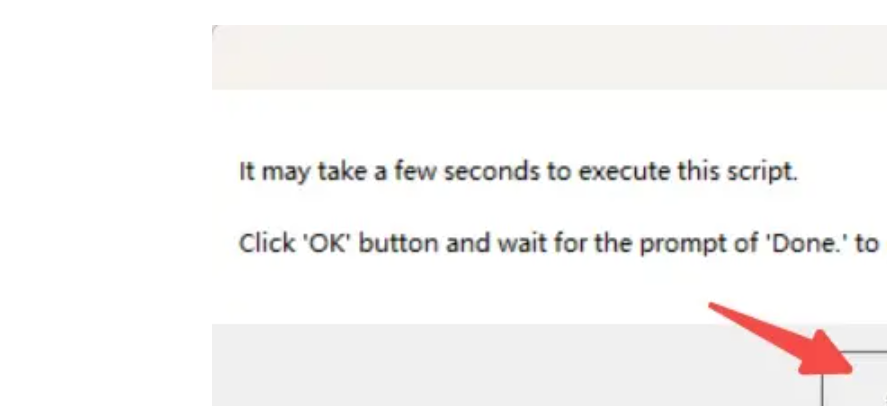 It may take a few seconds to execute this script.
Click 'OK' button and wait for the prompt of 'Done.' to